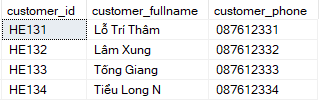 customer_id customer_fullname customer_phone
HE131 Lỗ Trí Thâm 087612331
HE132 Lâm Xung 087612332
HE133 Tống Giang 087612333
HE134 Tiều Long N 087612334